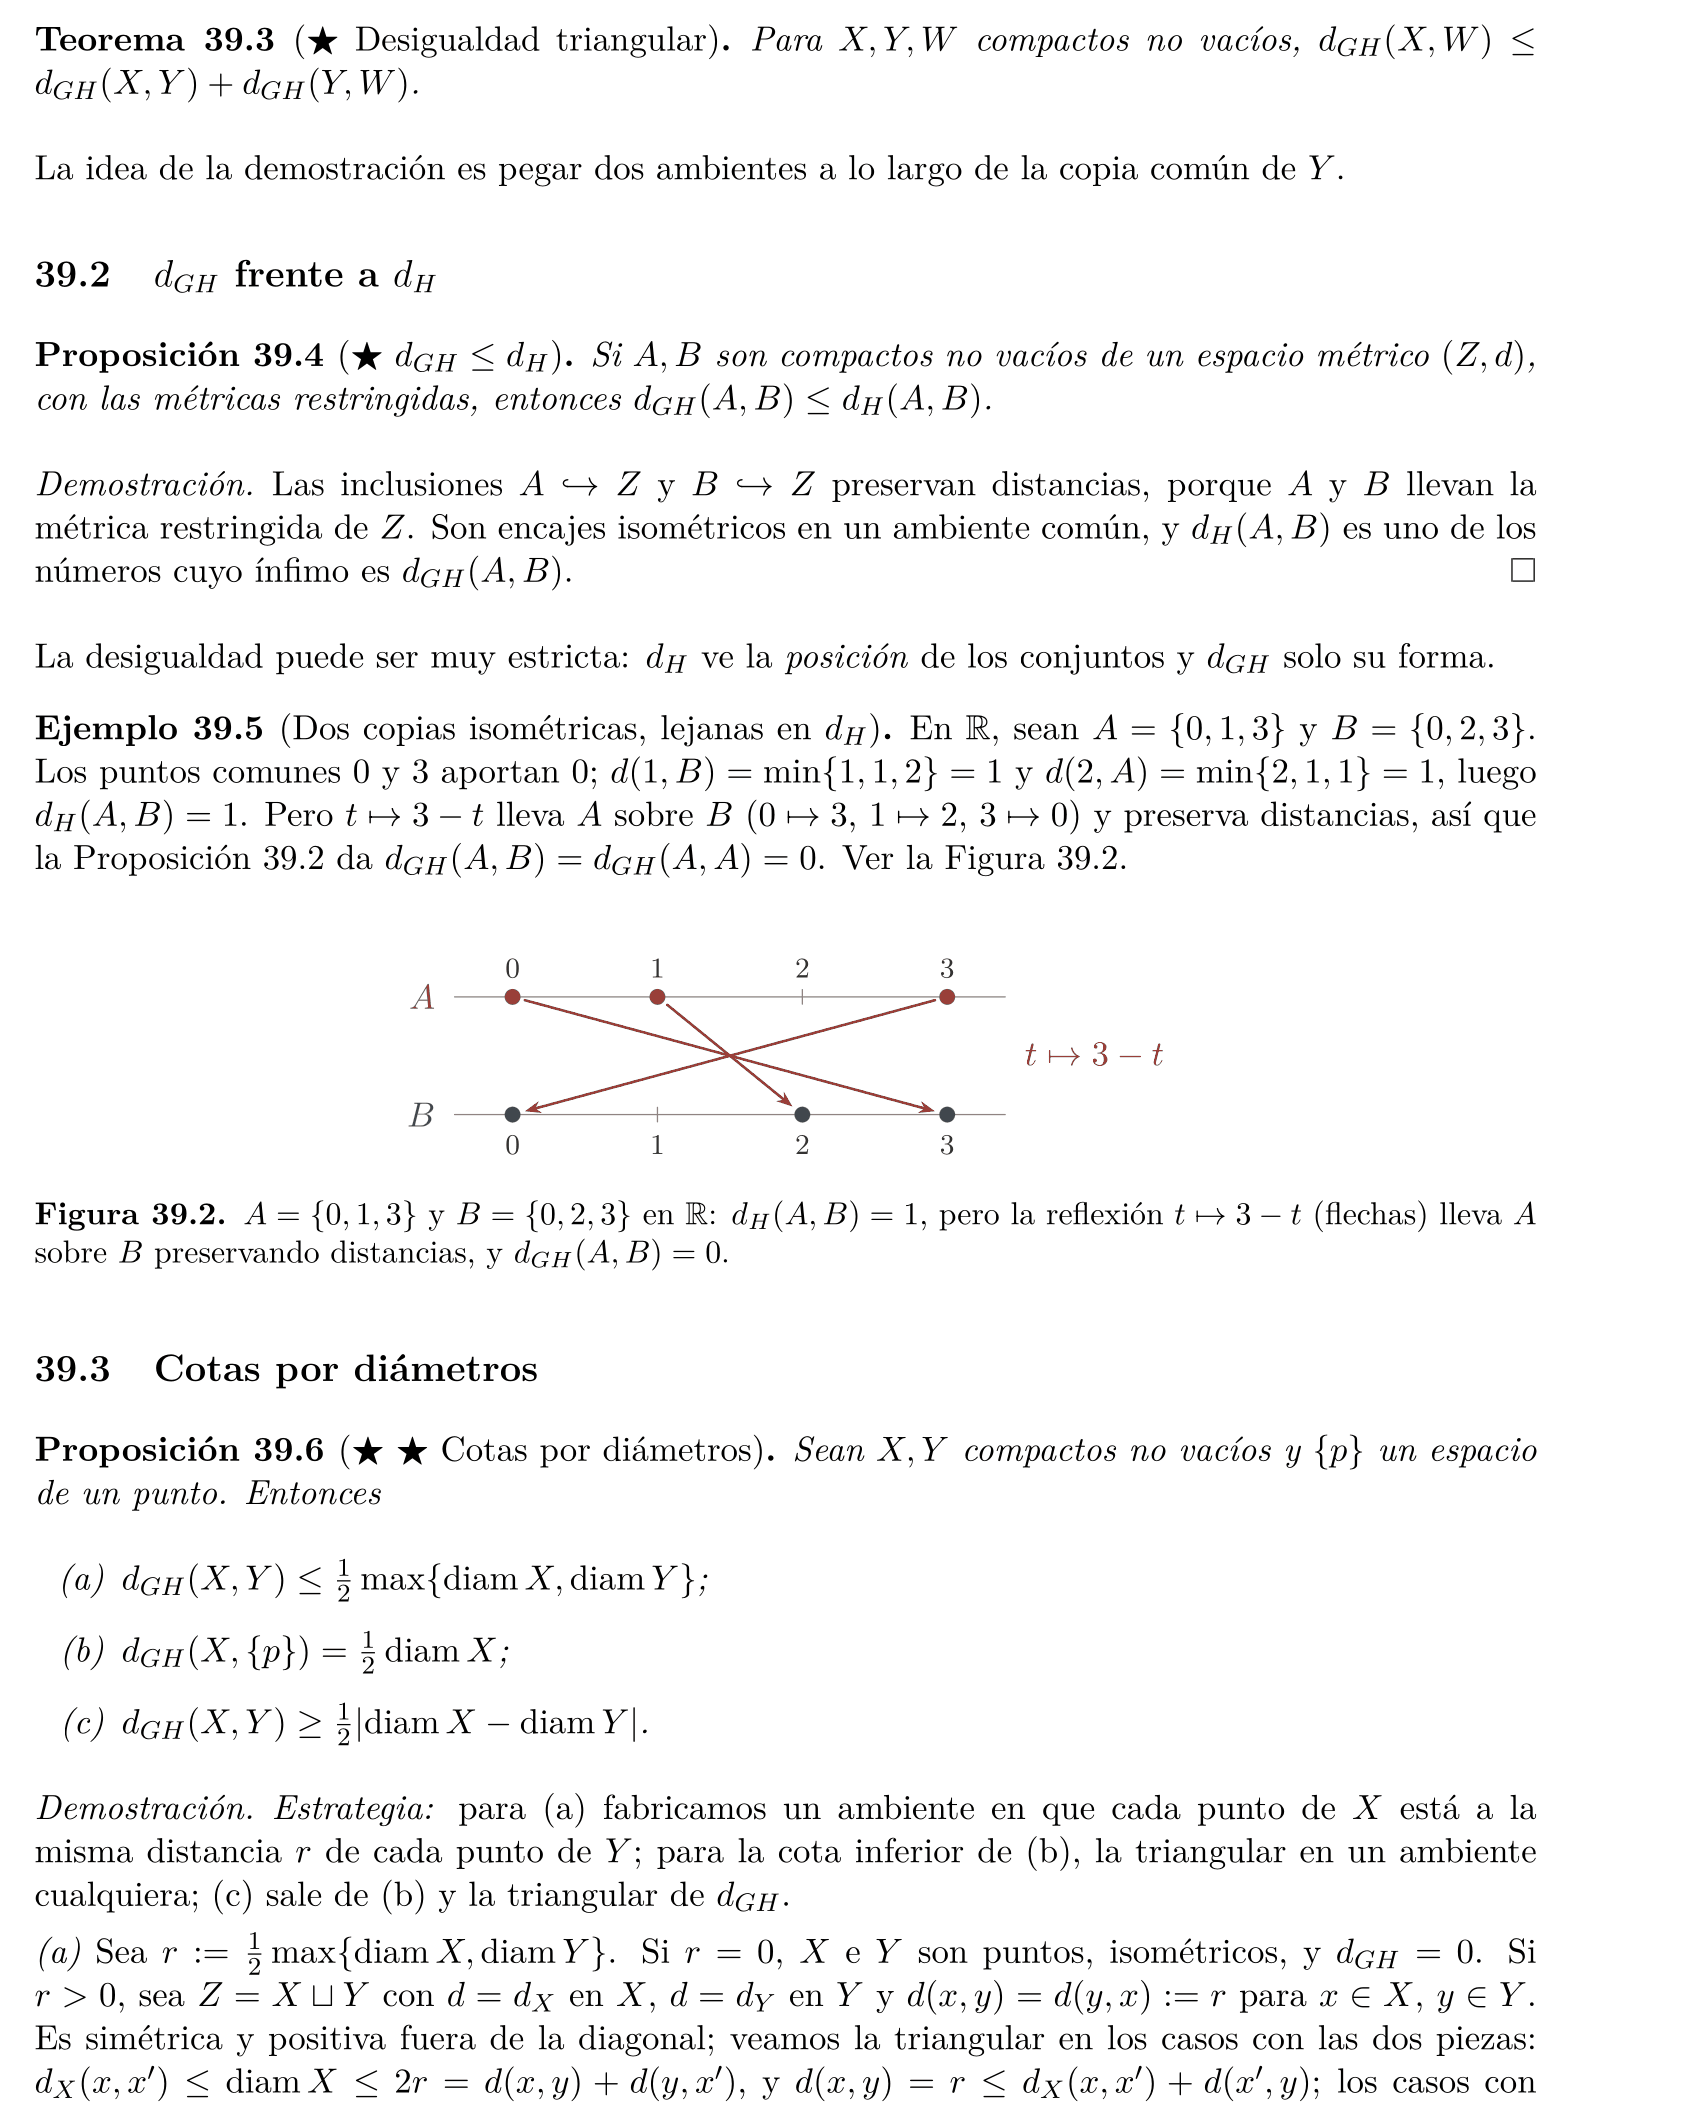 Teorema 39.3 (★ Desigualdad triangular). Para X, Y, W compactos no vacíos, d_{GH}(X, W) ≤
d_{GH}(X, Y) + d_{GH}(Y, W).
La idea de la demostración es pegar dos ambientes a lo largo de la copia común de Y.
39.2 d_{GH} frente a d_H
Proposición 39.4 (★ d_{GH} ≤ d_H). Si A, B son compactos no vacíos de un espacio métrico (Z, d),
con las métricas restringidas, entonces d_{GH}(A, B) ≤ d_H(A, B).
Demostración. Las inclusiones A ↪ Z y B ↪ Z preservan distancias, porque A y B llevan la
métrica restringida de Z. Son encajes isométricos en un ambiente común, y d_H(A, B) es uno de los
números cuyo ínfimo es d_{GH}(A, B). □
La desigualdad puede ser muy estricta: d_H ve la posición de los conjuntos y d_{GH} solo su forma.
Ejemplo 39.5 (Dos copias isométricas, lejanas en d_H). En ℝ, sean A = {0, 1, 3} y B = {0, 2, 3}.
Los puntos comunes 0 y 3 aportan 0; d(1, B) = min{1, 1, 2} = 1 y d(2, A) = min{2, 1, 1} = 1, luego
d_H(A, B) = 1. Pero t ↦ 3 − t lleva A sobre B (0 ↦ 3, 1 ↦ 2, 3 ↦ 0) y preserva distancias, así que
la Proposición 39.2 da d_{GH}(A, B) = d_{GH}(A, A) = 0. Ver la Figura 39.2.
0 1 2 3
A
t ↦ 3 − t
B
0 1 2 3
Figura 39.2. A = {0, 1, 3} y B = {0, 2, 3} en ℝ: d_H(A, B) = 1, pero la reflexión t ↦ 3 − t (flechas) lleva A
sobre B preservando distancias, y d_{GH}(A, B) = 0.
39.3 Cotas por diámetros
Proposición 39.6 (★ ★ Cotas por diámetros). Sean X, Y compactos no vacíos y {p} un espacio
de un punto. Entonces
(a) d_{GH}(X, Y) ≤ ½ max{diam X, diam Y};
(b) d_{GH}(X, {p}) = ½ diam X;
(c) d_{GH}(X, Y) ≥ ½|diam X − diam Y|.
Demostración. Estrategia: para (a) fabricamos un ambiente en que cada punto de X está a la
misma distancia r de cada punto de Y; para la cota inferior de (b), la triangular en un ambiente
cualquiera; (c) sale de (b) y la triangular de d_{GH}.
(a) Sea r := ½ max{diam X, diam Y}. Si r = 0, X e Y son puntos, isométricos, y d_{GH} = 0. Si
r > 0, sea Z = X ⊔ Y con d = d_X en X, d = d_Y en Y y d(x, y) = d(y, x) := r para x ∈ X, y ∈ Y.
Es simétrica y positiva fuera de la diagonal; veamos la triangular en los casos con las dos piezas:
d_X(x, x′) ≤ diam X ≤ 2r = d(x, y) + d(y, x′), y d(x, y) = r ≤ d_X(x, x′) + d(x′, y); los casos con